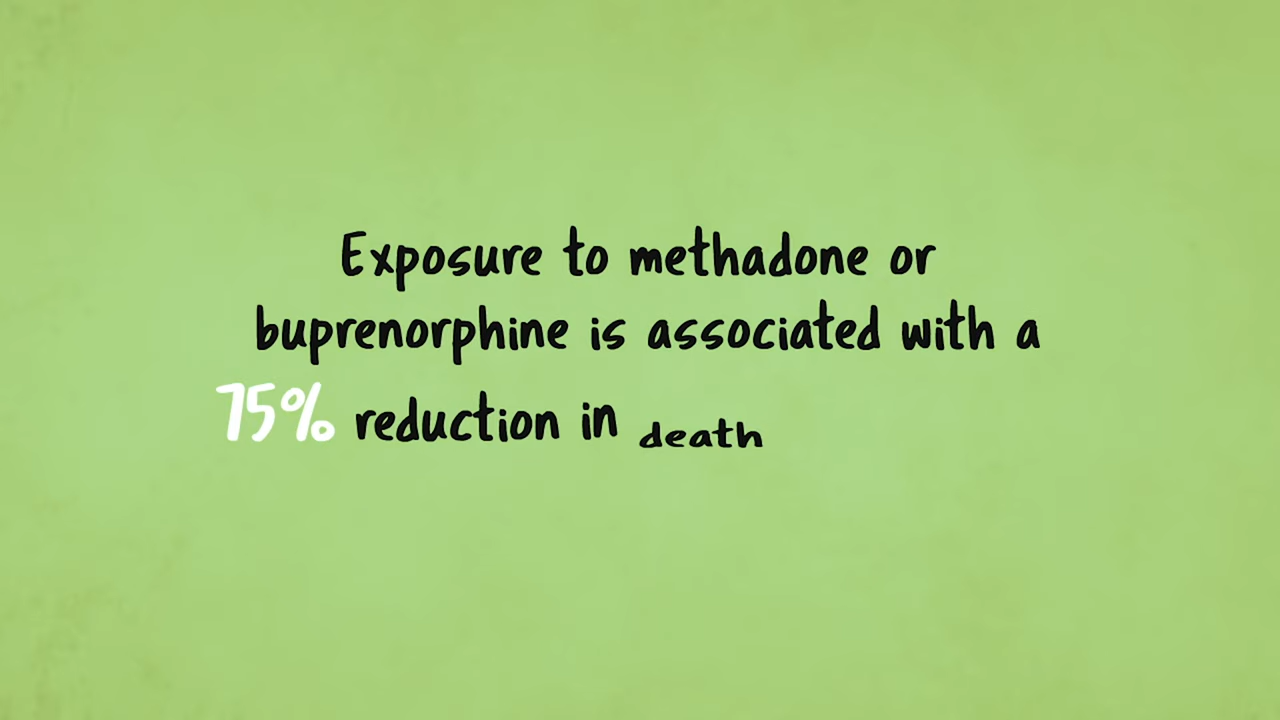 Exposure to methadone or
buprenorphine is associated with a
75% reduction in death